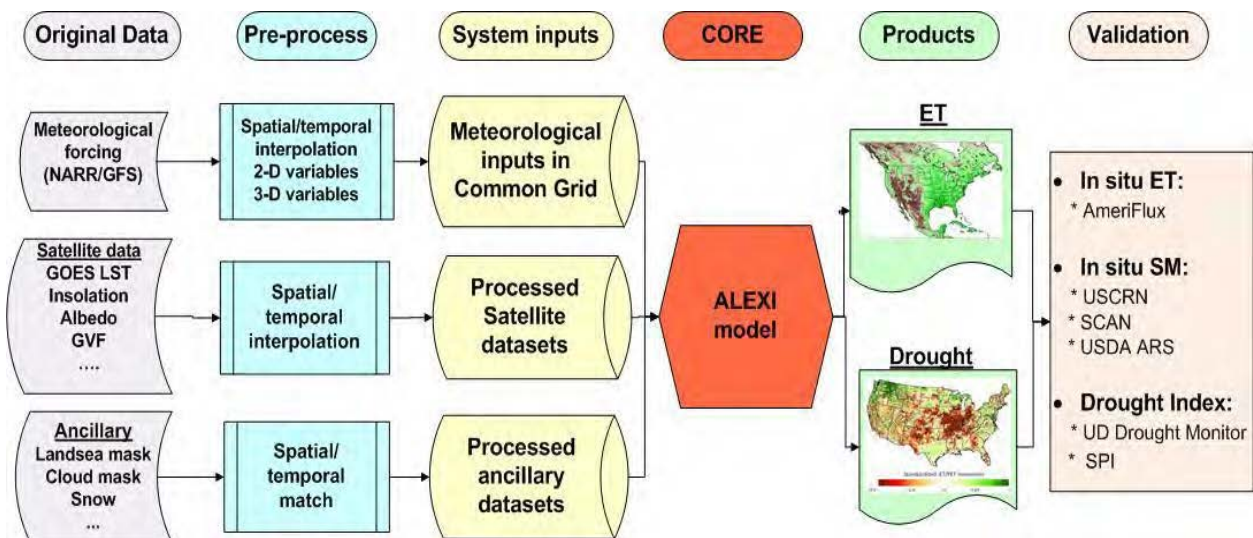 Original Data
Pre-process
System inputs
CORE
Products
Validation
Meteorological
forcing
(NARR/GFS)
Spatial/temporal
interpolation
2-D variables
3-D variables
Meteorological
inputs in
Common Grid
Satellite data
GOES LST
Insolation
Albedo
GVF
....
Spatial/
temporal
interpolation
Processed
Satellite
datasets
Ancillary
Landsea mask
Cloud mask
Snow
...
Spatial/
temporal
match
Processed
ancillary
datasets
ALEXI
model
ET
Drought
• In situ ET:
* AmeriFlux
• In situ SM:
* USCRN
* SCAN
* USDA ARS
• Drought Index:
* UD Drought Monitor
* SPI